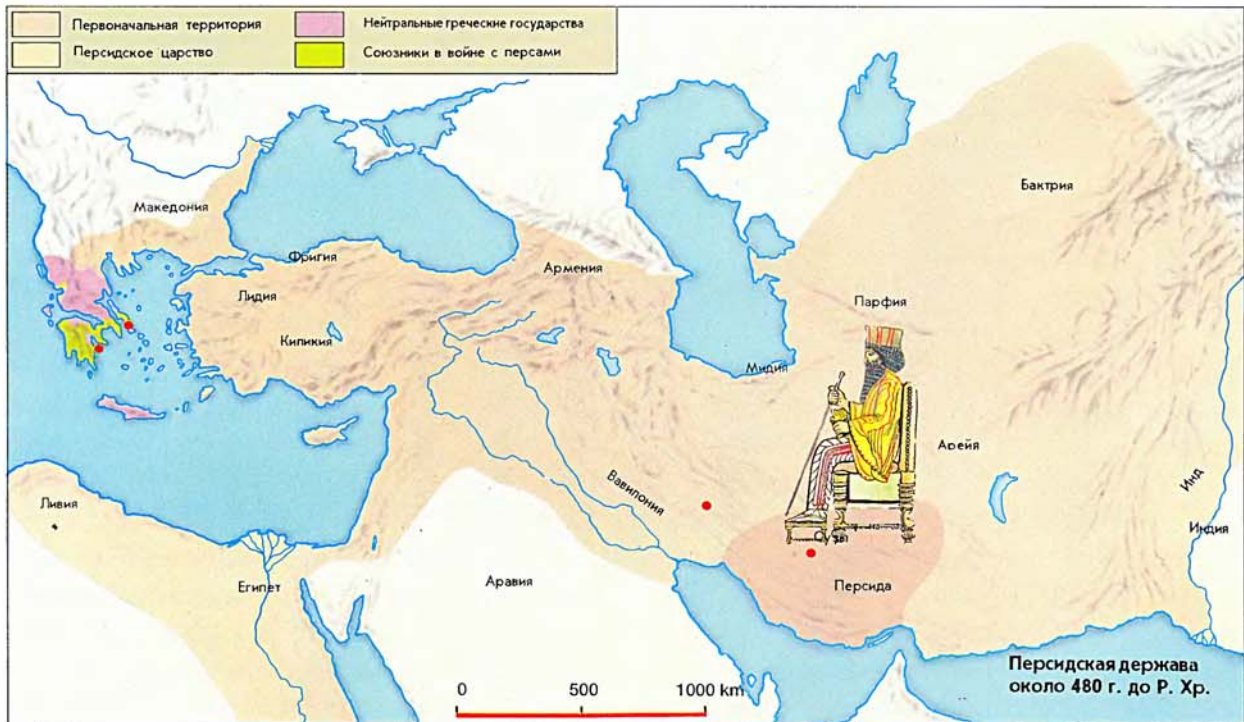 Первоначальная территория
Персидское царство
Нейтральные греческие государства
Союзники в войне с персами
Бактрия
Македония
Фригия
Армения
Лидия
Парфия
Кипикия
Мидия
Арейя
Вавилония
Инд
Ливия
Индия
Сузы
Египет
Аравия
Персида
Персидская держава
около 480 г. до Р. Хр.
0 500 1000 km